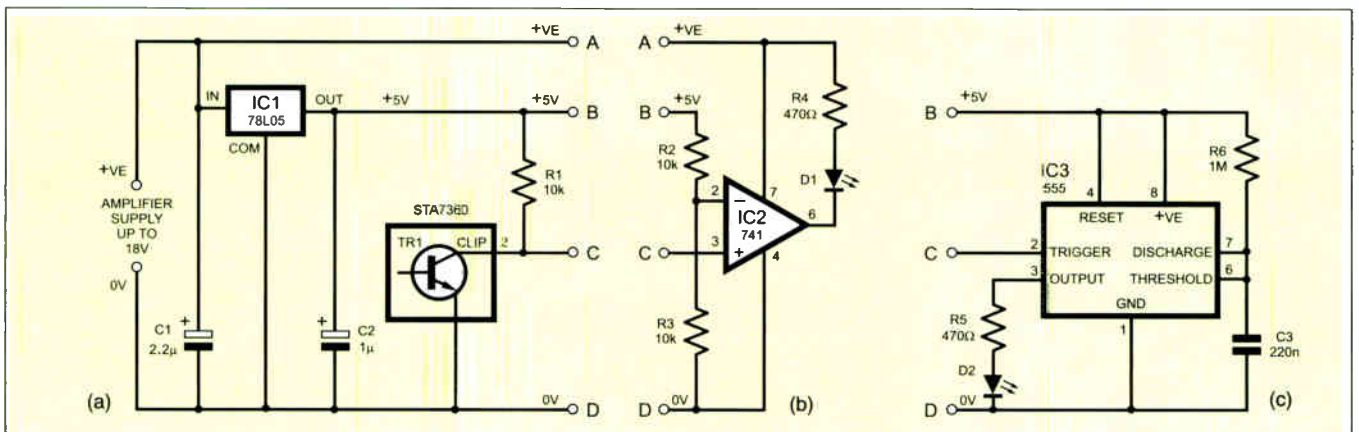 +VE
A
IN
IC1
78L05
OUT
+5V
+5V
B
COM
+VE
AMPLIFIER
SUPPLY
UP TO
18V
0V
R1
10k
STA7360
TR1
CLIP
2
C
C1
2.2µ
+
C2
1µ
+
0V
D
(a)
A
+VE
B
+5V
R2
10k
R4
470Ω
D1
2
7
−
IC2
741
6
C
3
+
4
R3
10k
D
0V
(b)
B
+5V
R6
1M
IC3
555
4
8
RESET
+VE
C
2
TRIGGER
DISCHARGE
7
3
OUTPUT
THRESHOLD
6
GND
1
R5
470Ω
C3
220n
D2
D
0V
(c)